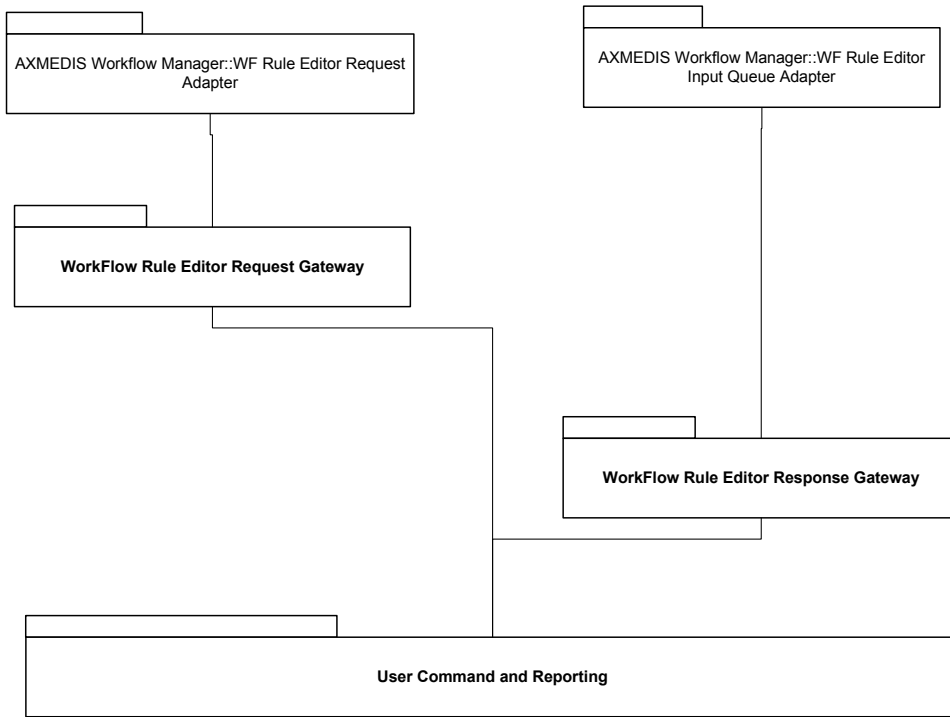 AXMEDIS Workflow Manager::WF Rule Editor Request
Adapter
AXMEDIS Workflow Manager::WF Rule Editor
Input Queue Adapter
WorkFlow Rule Editor Request Gateway
WorkFlow Rule Editor Response Gateway
User Command and Reporting